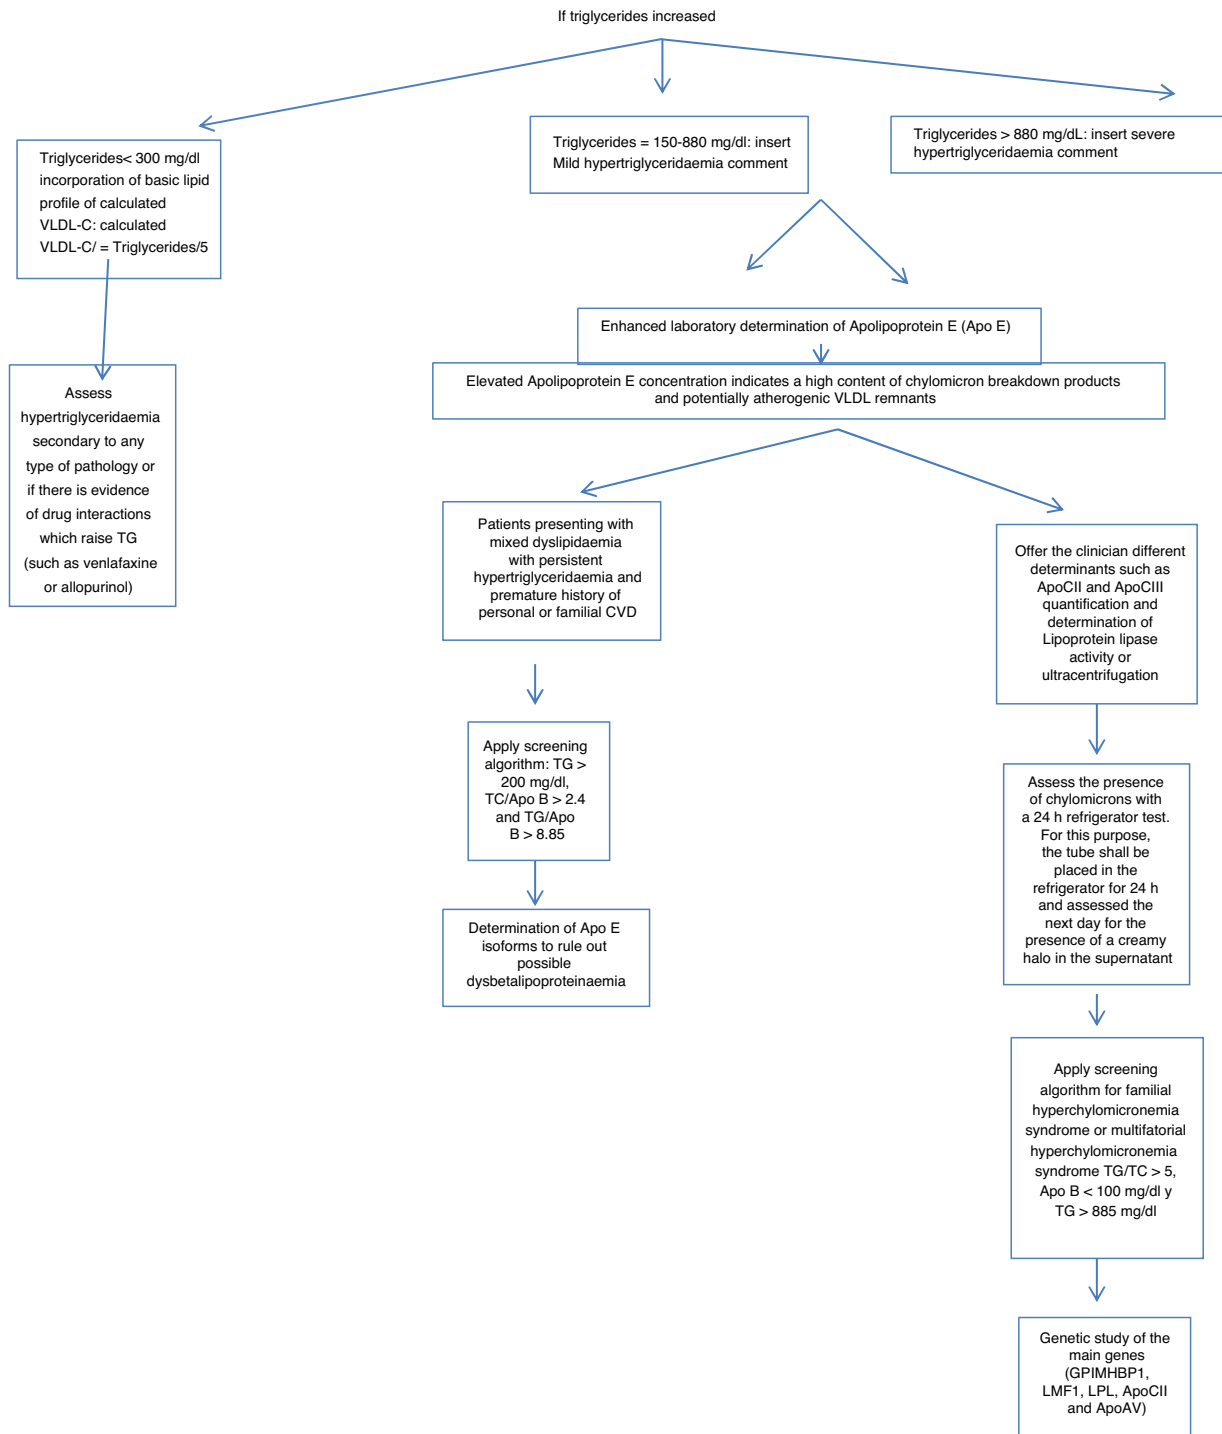 If triglycerides increased
Triglycerides< 300 mg/dl
incorporation of basic lipid
profile of calculated
VLDL-C: calculated
VLDL-C/ = Triglycerides/5
Triglycerides = 150-880 mg/dl: insert
Mild hypertriglyceridaemia comment
Triglycerides > 880 mg/dL: insert severe
hypertriglyceridaemia comment
Enhanced laboratory determination of Apolipoprotein E (Apo E)
Elevated Apolipoprotein E concentration indicates a high content of chylomicron breakdown products
and potentially atherogenic VLDL remnants
Assess
hypertriglyceridaemia
secondary to any
type of pathology or
if there is evidence
of drug interactions
which raise TG
(such as venlafaxine
or allopurinol)
Patients presenting with
mixed dyslipidaemia
with persistent
hypertriglyceridaemia and
premature history of
personal or familial CVD
Offer the clinician different
determinants such as
ApoCII and ApoCIII
quantification and
determination of
Lipoprotein lipase
activity or
ultracentrifugation
Apply screening
algorithm: TG >
200 mg/dl,
TC/Apo B > 2.4
and TG/Apo
B > 8.85
Assess the presence
of chylomicrons with
a 24 h refrigerator test.
For this purpose,
the tube shall be
placed in the
refrigerator for 24 h
and assessed the
next day for the
presence of a creamy
halo in the supernatant
Determination of Apo E
isoforms to rule out
possible
dysbetalipoproteinaemia
Apply screening
algorithm for familial
hyperchylomicronemia
syndrome or multifatorial
hyperchylomicronemia
syndrome TG/TC > 5,
Apo B < 100 mg/dl y
TG > 885 mg/dl
Genetic study of the
main genes
(GPIMHBP1,
LMF1, LPL, ApoCII
and ApoAV)